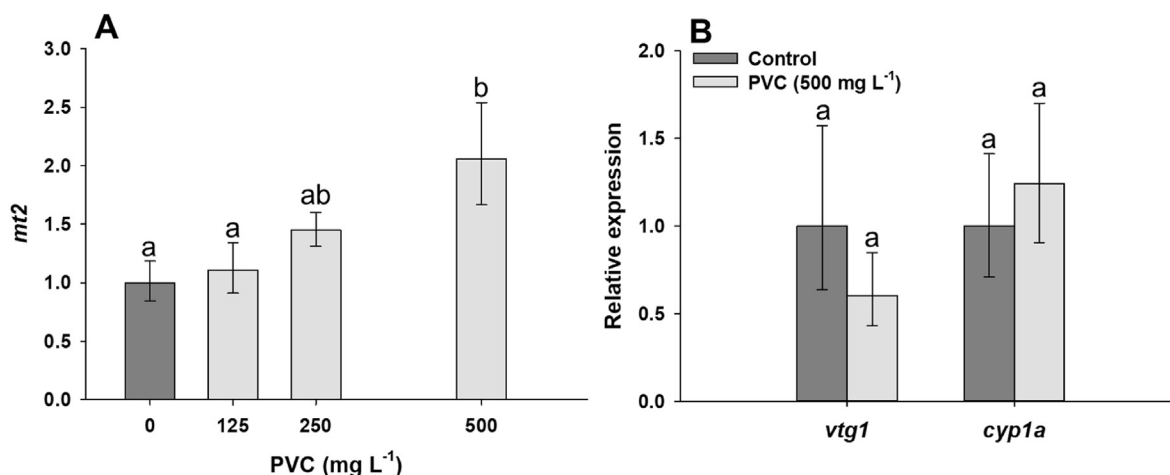 A
3.0
2.5
2.0
1.5
1.0
0.5
0.0
mt2
a
a
ab
b
0
125
250
500
PVC (mg L-1)
B
2.0
1.5
1.0
0.5
0.0
Relative expression
Control
PVC (500 mg L-1)
a
a
a
a
vtg1
cyp1a